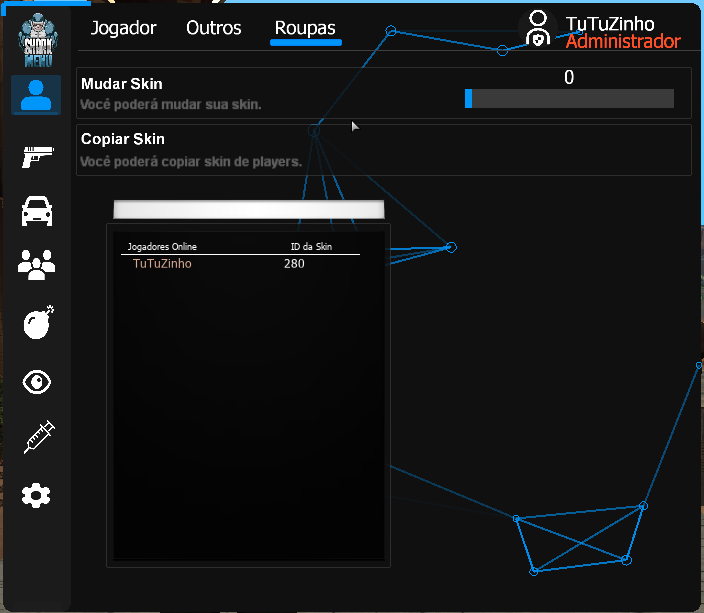 SHARK
MENU
Jogador
Outros
Roupas
TuTuZinho
Administrador
Mudar Skin
Você poderá mudar sua skin.
0
Copiar Skin
Você poderá copiar skin de players.
Jogadores Online
ID da Skin
TuTuZinho
280